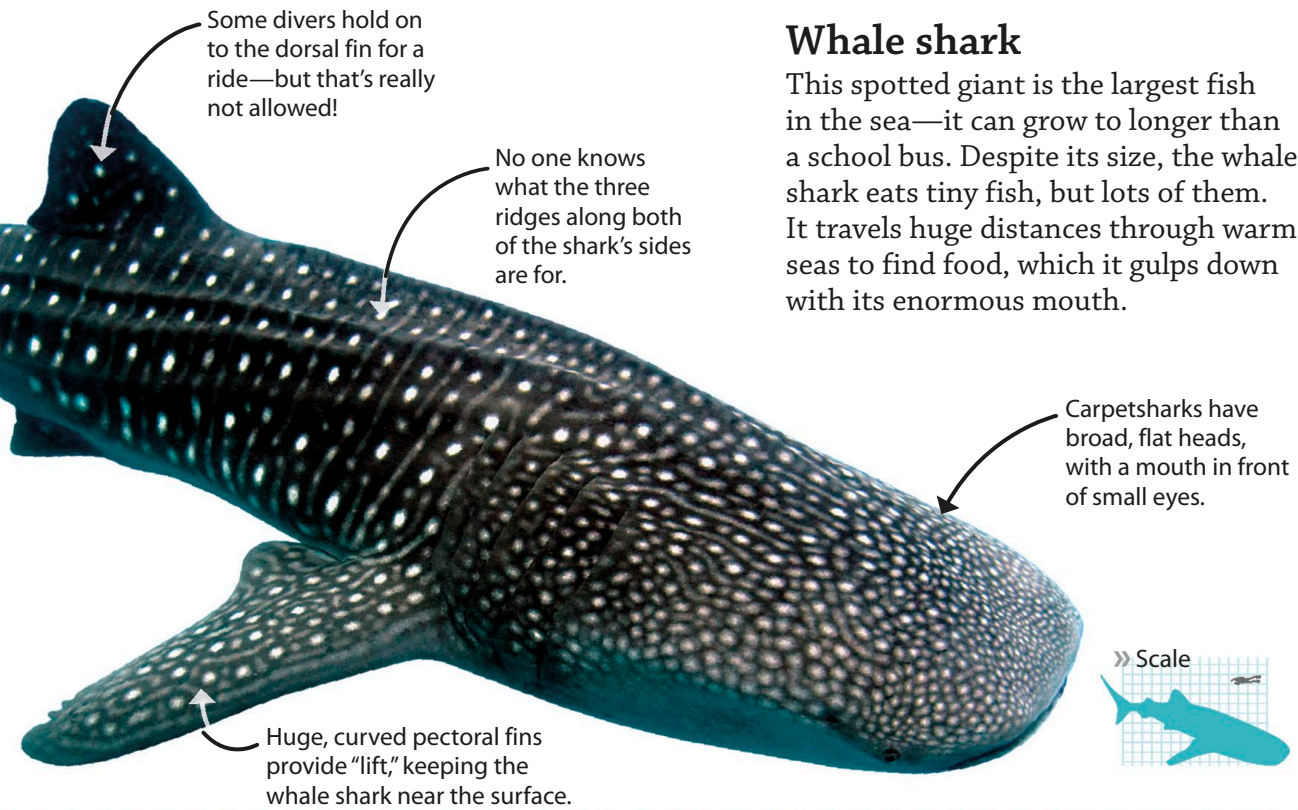 Some divers hold on
to the dorsal fin for a
ride—but that's really
not allowed!
No one knows
what the three
ridges along both
of the shark's sides
are for.
Whale shark
This spotted giant is the largest fish
in the sea—it can grow to longer than
a school bus. Despite its size, the whale
shark eats tiny fish, but lots of them.
It travels huge distances through warm
seas to find food, which it gulps down
with its enormous mouth.
Carpetsharks have
broad, flat heads,
with a mouth in front
of small eyes.
» Scale
Huge, curved pectoral fins
provide “lift,” keeping the
whale shark near the surface.